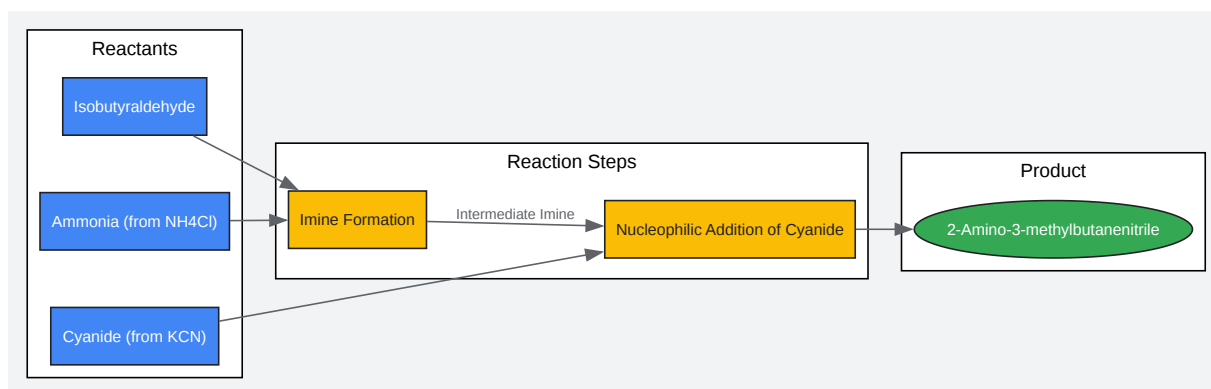 Reactants
Isobutyraldehyde
Ammonia (from NH4Cl)
Cyanide (from KCN)
Reaction Steps
Imine Formation
Intermediate Imine
Nucleophilic Addition of Cyanide
Product
2-Amino-3-methylbutanenitrile